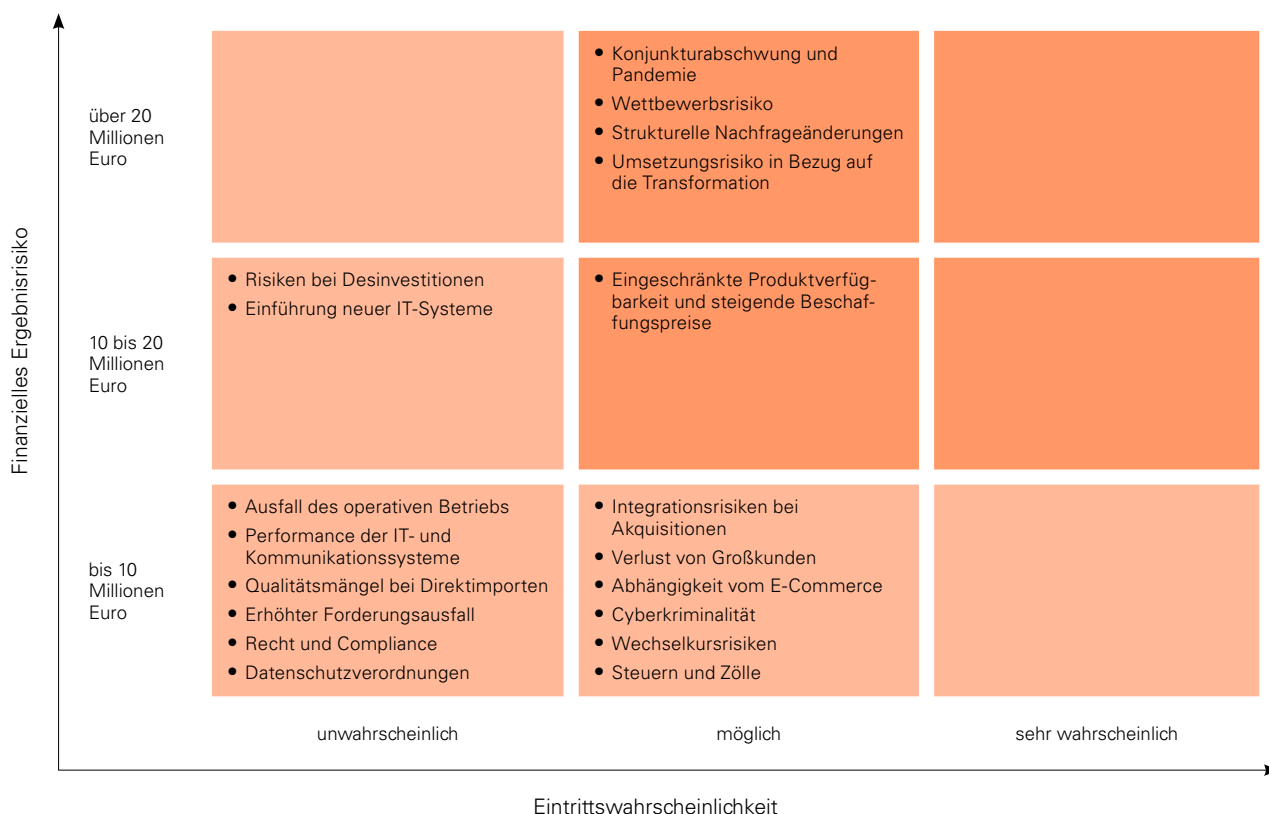 Finanzielles Ergebnisrisiko
über 20
Millionen
Euro
• Konjunkturabschwung und
Pandemie
• Wettbewerbsrisiko
• Strukturelle Nachfrageänderungen
• Umsetzungsrisiko in Bezug auf
die Transformation
10 bis 20
Millionen
Euro
• Risiken bei Desinvestitionen
• Einführung neuer IT-Systeme
• Eingeschränkte Produktverfüg-
barkeit und steigende Beschaf-
fungspreise
bis 10
Millionen
Euro
• Ausfall des operativen Betriebs
• Performance der IT- und
Kommunikationssysteme
• Qualitätsmängel bei Direktimporten
• Erhöhter Forderungsausfall
• Recht und Compliance
• Datenschutzverordnungen
• Integrationsrisiken bei
Akquisitionen
• Verlust von Großkunden
• Abhängigkeit vom E-Commerce
• Cyberkriminalität
• Wechselkursrisiken
• Steuern und Zölle
unwahrscheinlich
möglich
sehr wahrscheinlich
Eintrittswahrscheinlichkeit